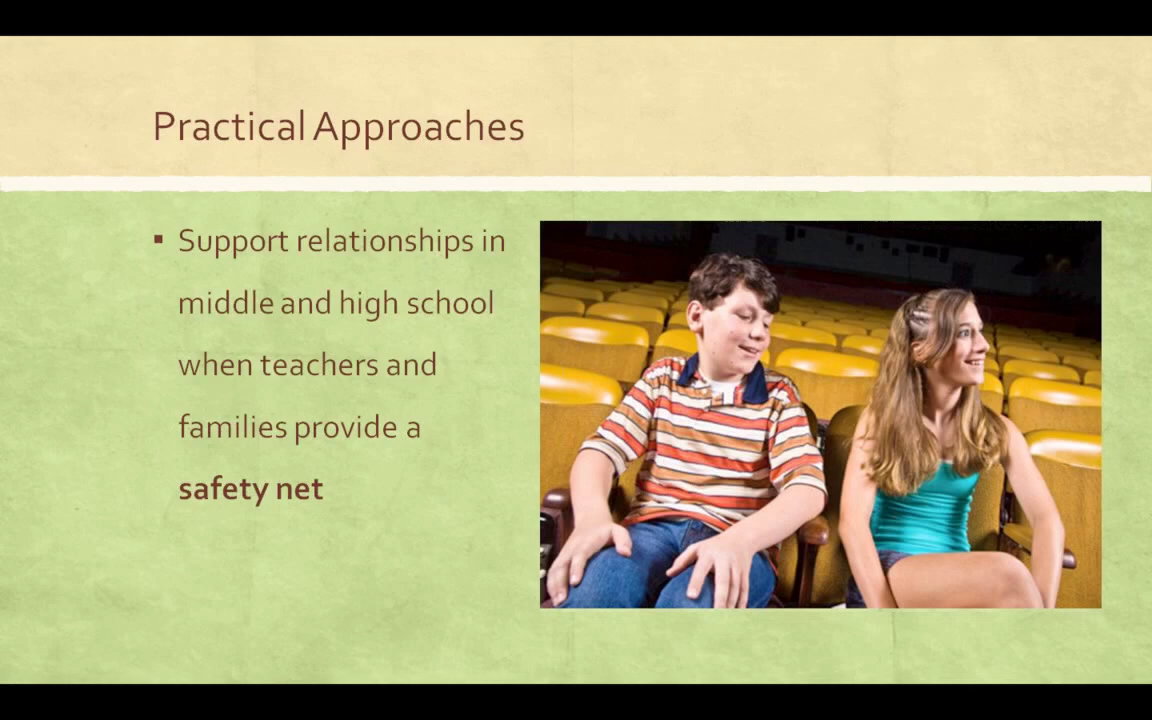 Practical Approaches
▪ Support relationships in
middle and high school
when teachers and
families provide a
safety net